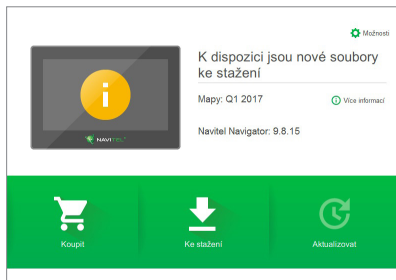 Možnosti
K dispozici jsou nové soubory
ke stažení
Mapy: Q1 2017
Více informací
Navitel Navigator: 9.8.15
NAVITEL
Koupit
Ke stažení
Aktualizovat